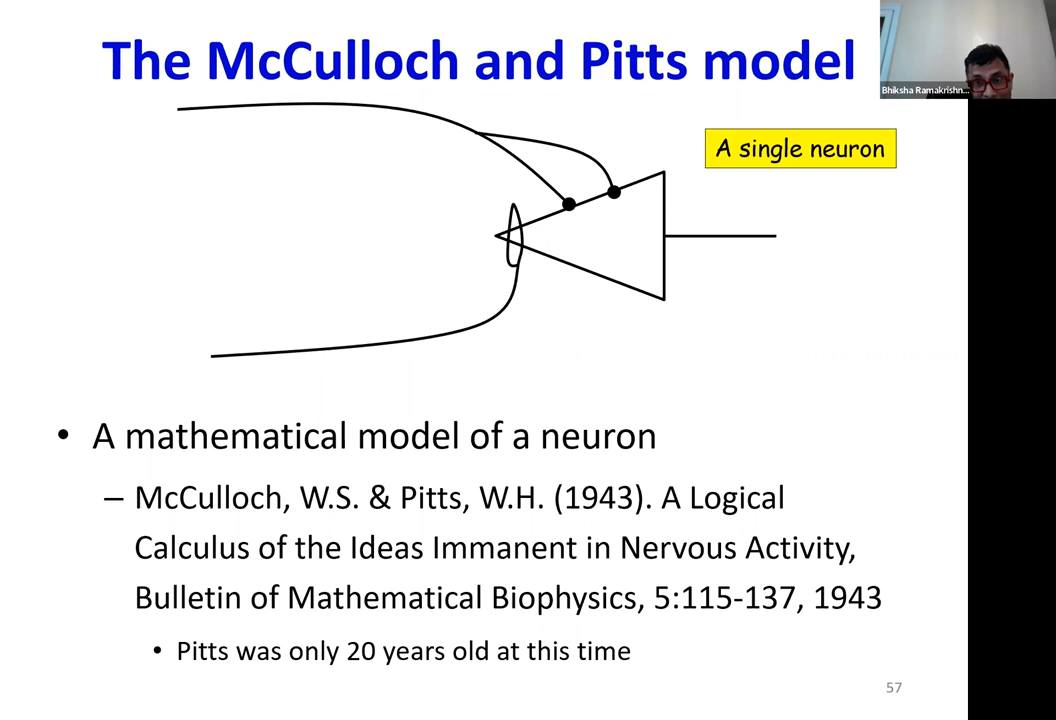 The McCulloch and Pitts model
Bhiksha Ramakrishn...
A single neuron
• A mathematical model of a neuron
– McCulloch, W.S. & Pitts, W.H. (1943). A Logical
Calculus of the Ideas Immanent in Nervous Activity,
Bulletin of Mathematical Biophysics, 5:115-137, 1943
• Pitts was only 20 years old at this time
57